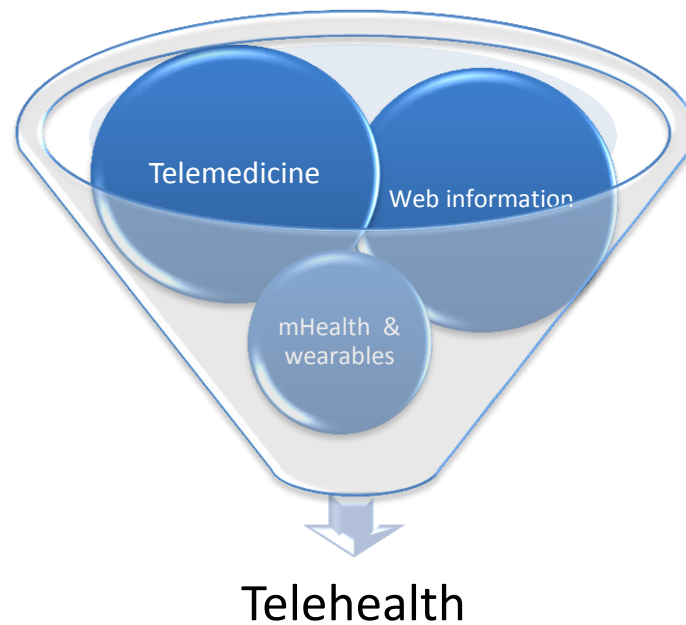 Telemedicine
Web information
mHealth &
wearables
Telehealth